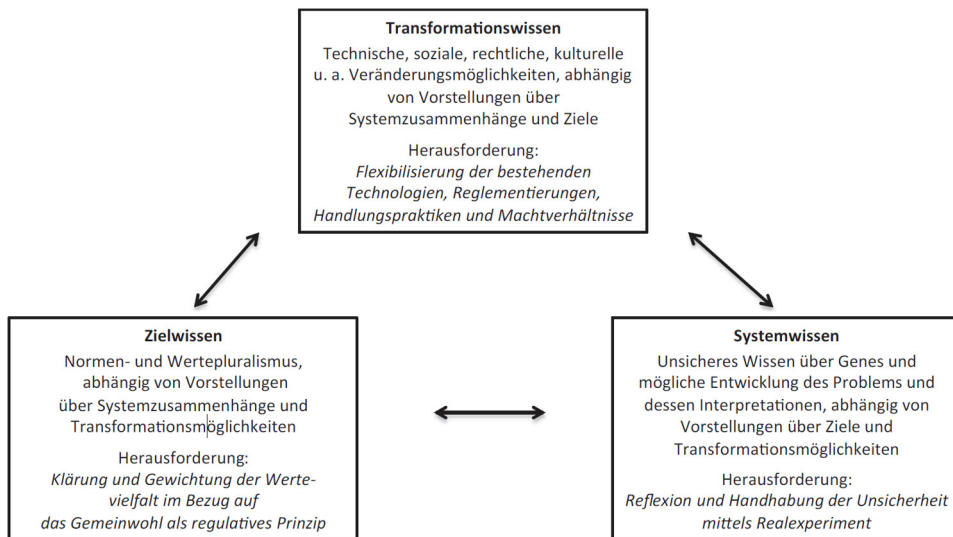 Transformationswissen
Technische, soziale, rechtliche, kulturelle
u. a. Veränderungsmöglichkeiten, abhängig
von Vorstellungen über
Systemzusammenhänge und Ziele
Herausforderung:
Flexibilisierung der bestehenden
Technologien, Reglementierungen,
Handlungspraktiken und Machtverhältnisse
Zielwissen
Normen- und Wertepluralismus,
abhängig von Vorstellungen
über Systemzusammenhänge und
Transformationsmöglichkeiten
Herausforderung:
Klärung und Gewichtung der Werte-
vielfalt im Bezug auf
das Gemeinwohl als regulatives Prinzip
Systemwissen
Unsicheres Wissen über Genes und
mögliche Entwicklung des Problems und
dessen Interpretationen, abhängig von
Vorstellungen über Ziele und
Transformationsmöglichkeiten
Herausforderung:
Reflexion und Handhabung der Unsicherheit
mittels Realexperiment